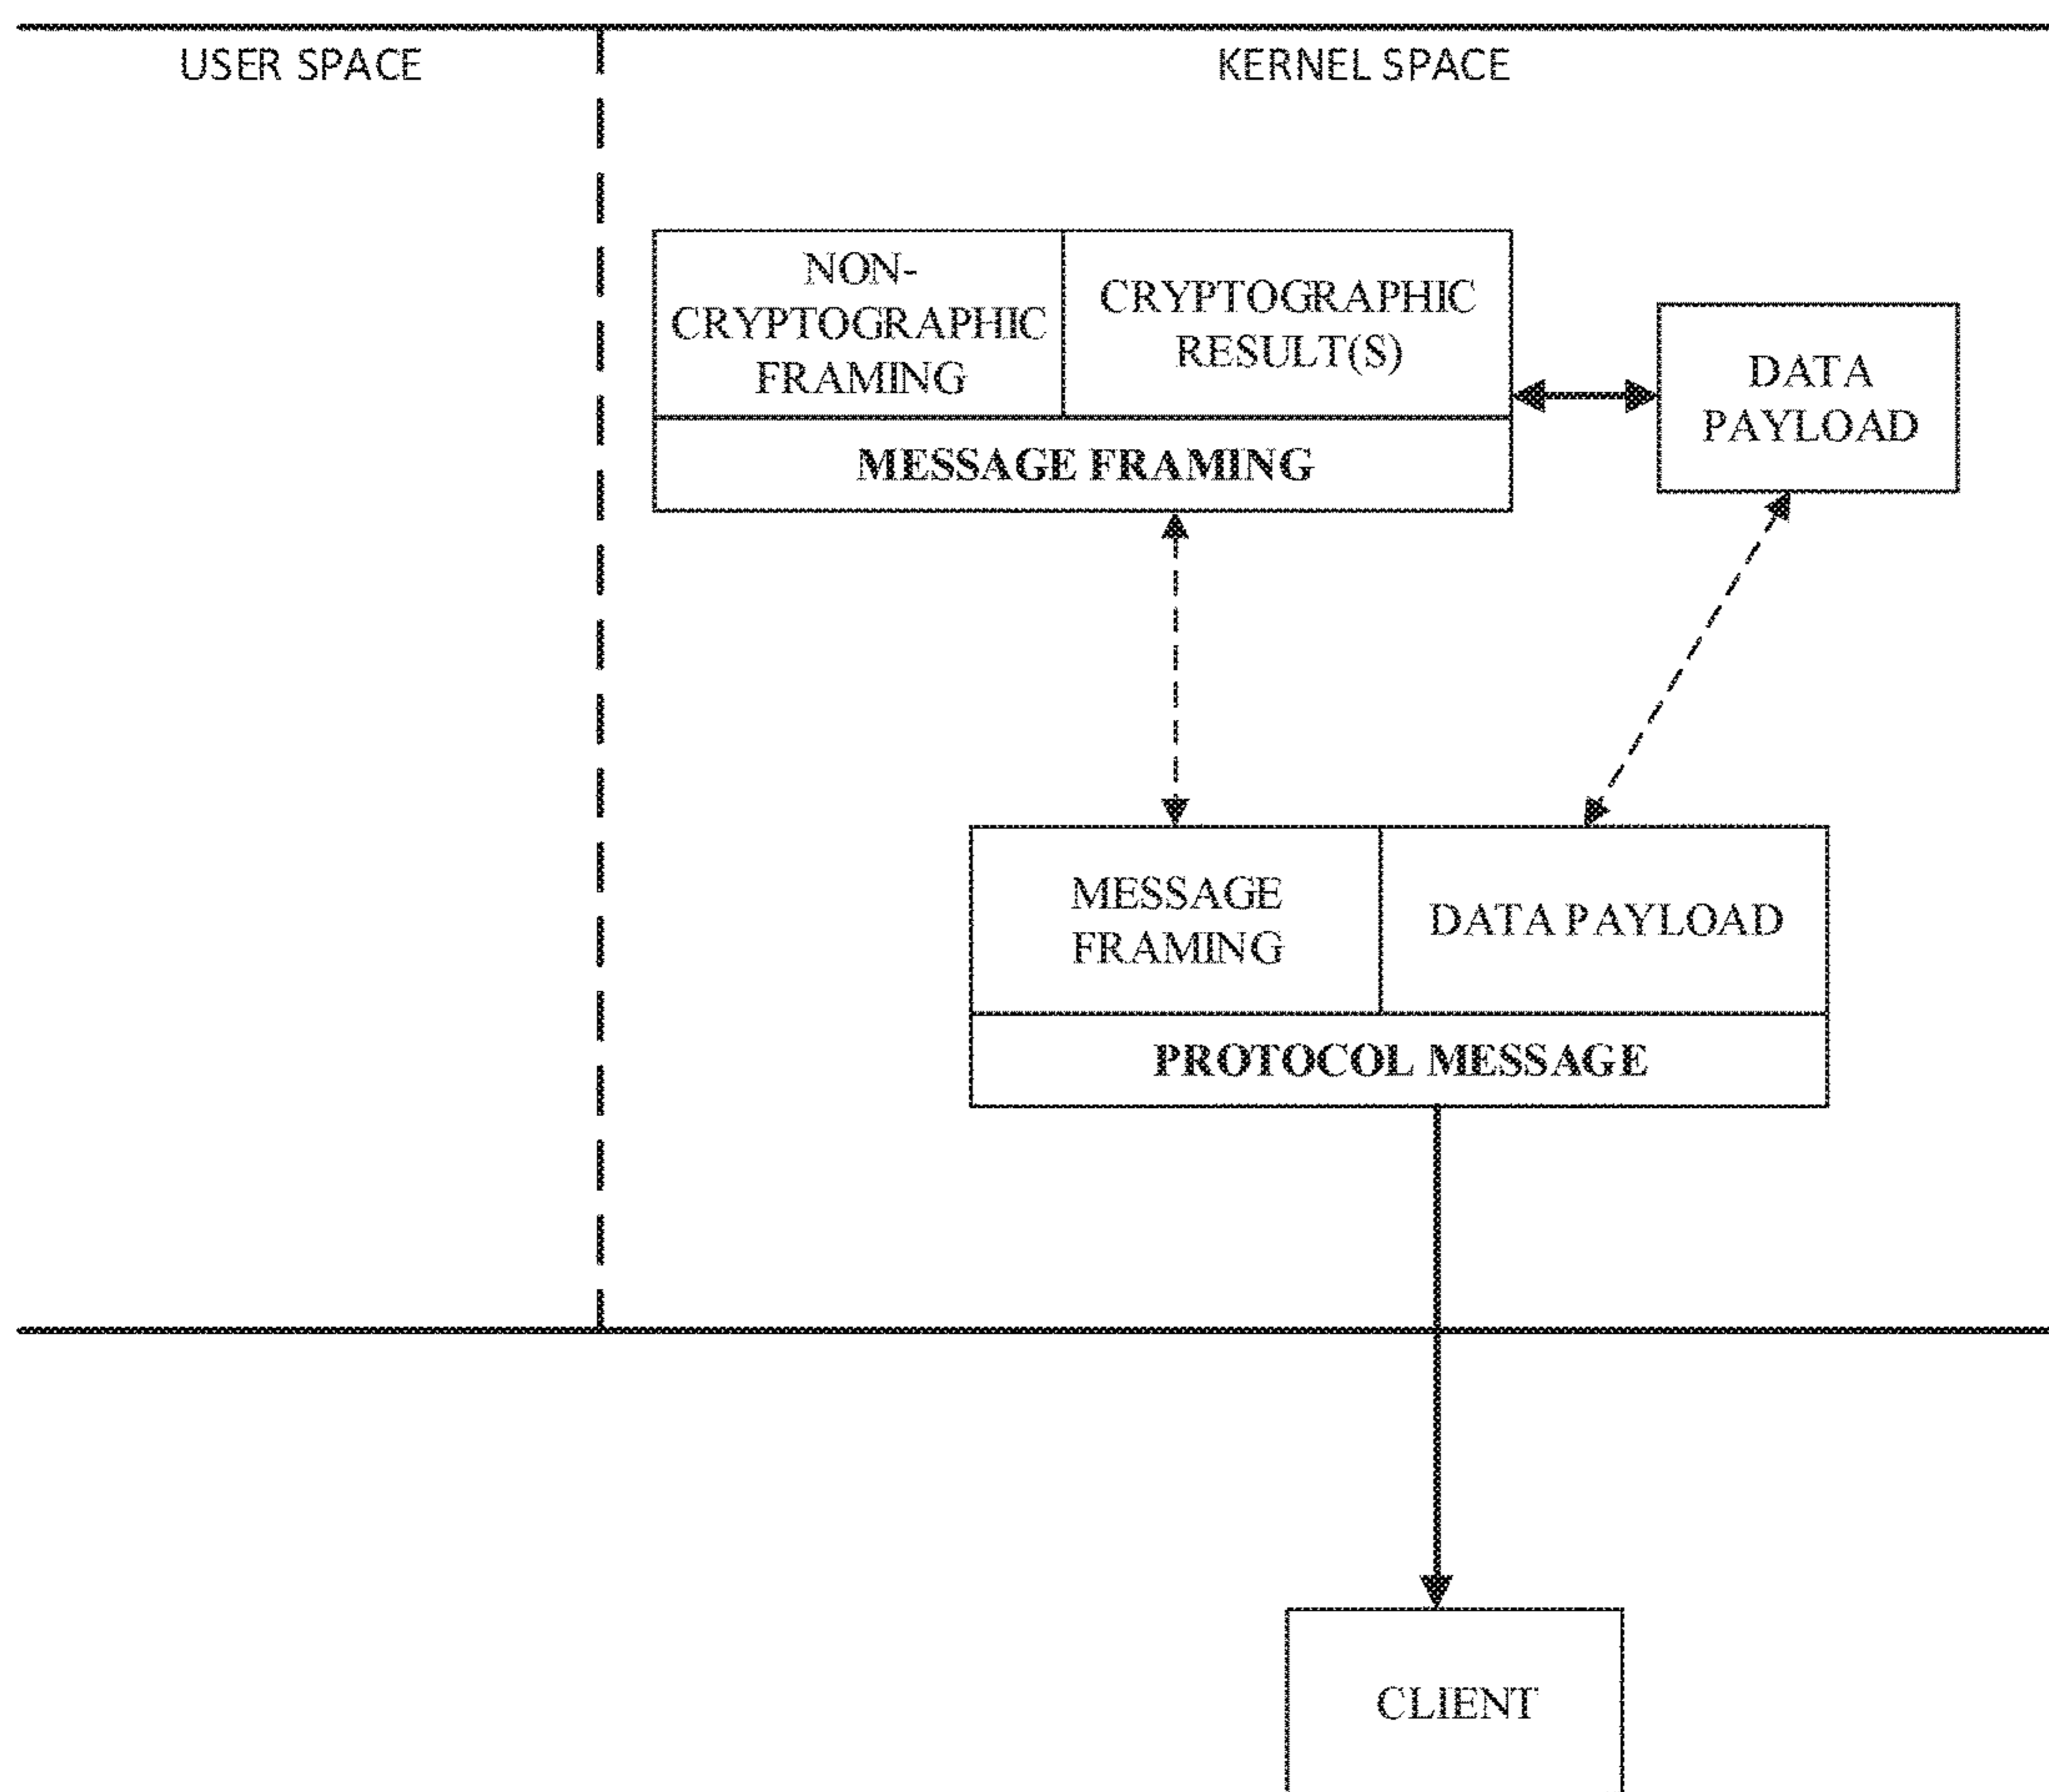 USER SPACE
KERNEL SPACE
NON-
CRYPTOGRAPHIC
FRAMING
CRYPTOGRAPHIC
RESULT(S)
MESSAGE FRAMING
DATA
PAYLOAD
MESSAGE
FRAMING
DATA PAYLOAD
PROTOCOL MESSAGE
CLIENT